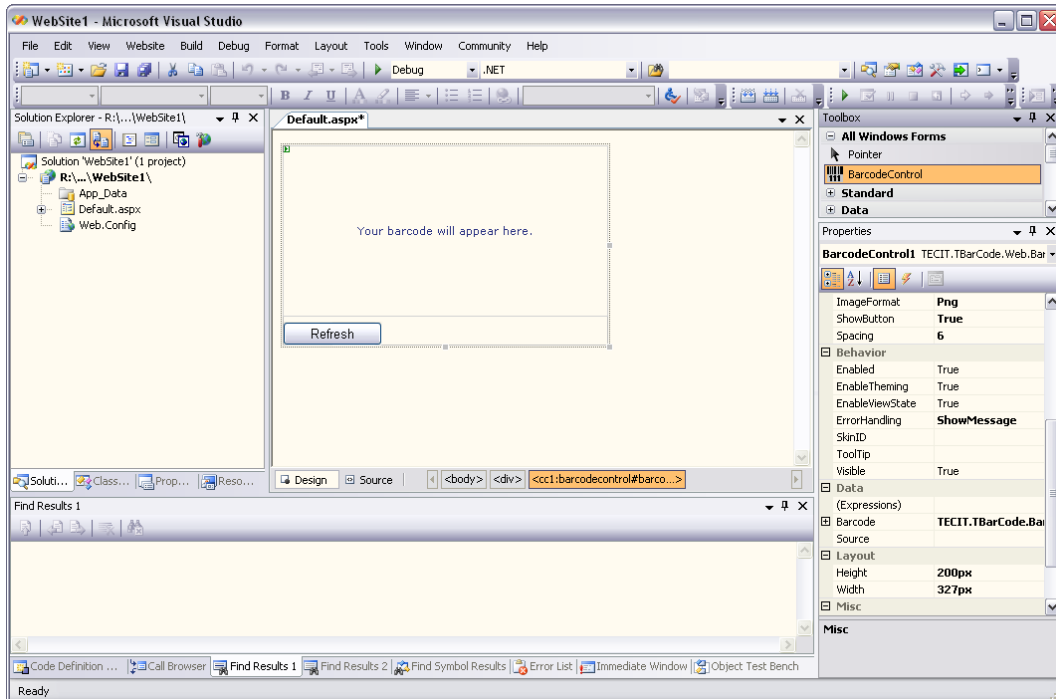 WebSite1 - Microsoft Visual Studio
File Edit View Website Build Debug Format Layout Tools Window Community Help
Debug .NET
B I U A
Solution Explorer - R:\...\WebSite1\
Solution 'WebSite1' (1 project)
R:\...\WebSite1\
App_Data
Default.aspx
Web.Config
Soluti... Class... Prop... Reso...
Default.aspx*
Your barcode will appear here.
Refresh
Design Source <body> <div> <cc1:barcodecontrol#barco...>
Toolbox
All Windows Forms
Pointer
BarcodeControl
Standard
Data
Properties
BarcodeControl1 TECIT.TBarCode.Web.Bar
ImageFormat Png
ShowButton True
Spacing 6
Behavior
Enabled True
EnableTheming True
EnableViewState True
ErrorHandling ShowMessage
SkinID
ToolTip
Visible True
Data
(Expressions)
Barcode TECIT.TBarCode.Bar
Source
Layout
Height 200px
Width 327px
Misc
Misc
Find Results 1
Code Definition ... Call Browser Find Results 1 Find Results 2 Find Symbol Results Error List Immediate Window Object Test Bench
Ready